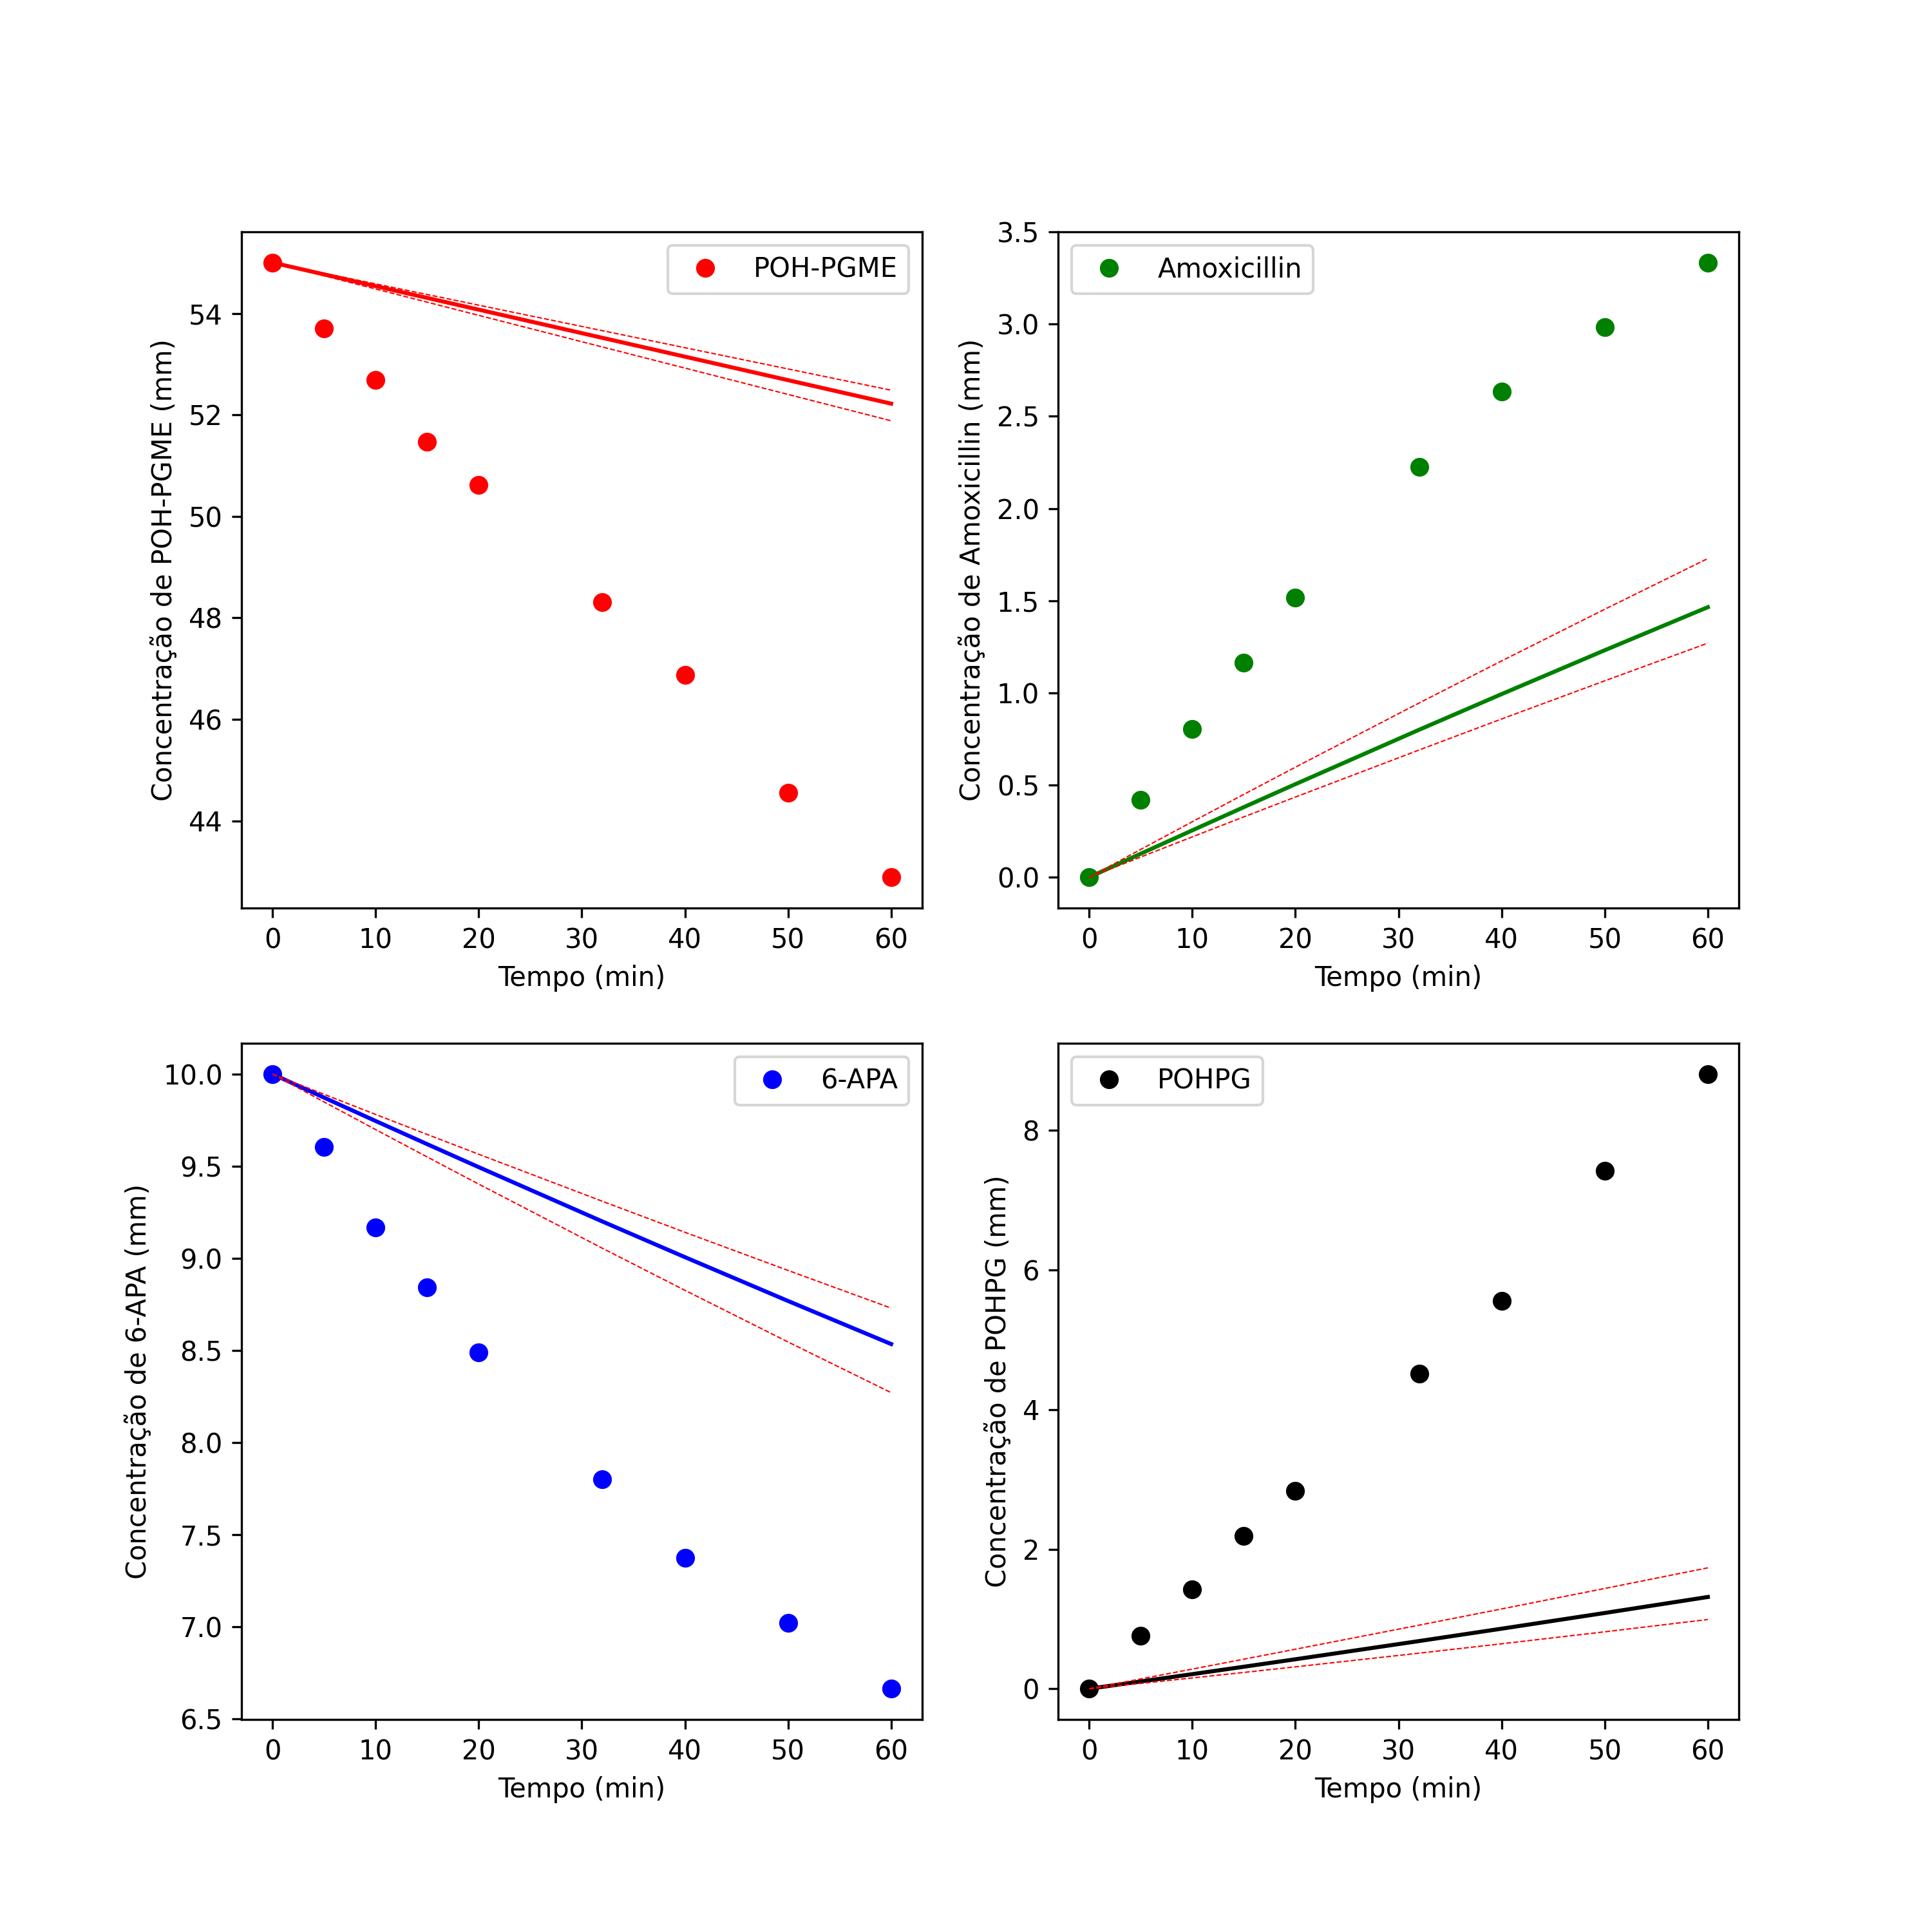 POH-PGME
Concentração de POH-PGME (mm)
54
52
50
48
46
44
0 10 20 30 40 50 60
Tempo (min)
Amoxicillin
Concentração de Amoxicillin (mm)
3.5
3.0
2.5
2.0
1.5
1.0
0.5
0.0
0 10 20 30 40 50 60
Tempo (min)
6-APA
Concentração de 6-APA (mm)
10.0
9.5
9.0
8.5
8.0
7.5
7.0
6.5
0 10 20 30 40 50 60
Tempo (min)
POHPG
Concentração de POHPG (mm)
8
6
4
2
0
0 10 20 30 40 50 60
Tempo (min)